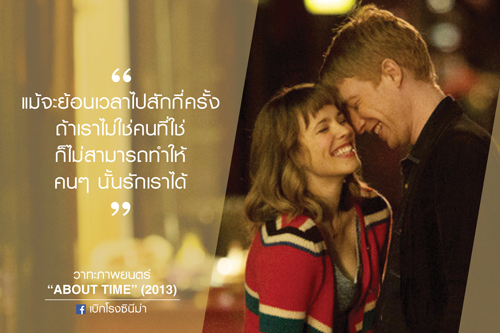 “
แม้จะย้อนเวลาไปสักกี่ครั้ง
ถ้าเราไม่ใช่คนที่ใช่
ก็ไม่สามารถทำให้
คนๆ นั้นรักเราได้
”
วาทะภาพยนตร์
“ABOUT TIME” (2013)
f เบิกโรงซินีม่า